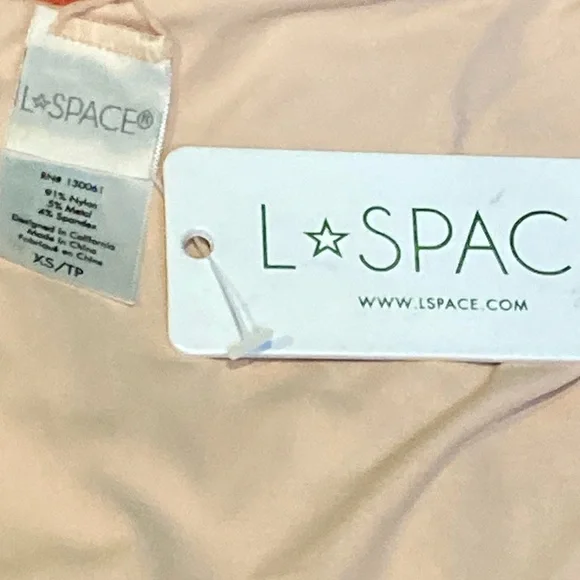 L☆SPACE®
RN# 130061
91% Nylon
5% Metal
4% Spandex
Designed in California
Made in China
Fabriqué en Chine
XS/TP
L☆SPAC
WWW.LSPACE.COM